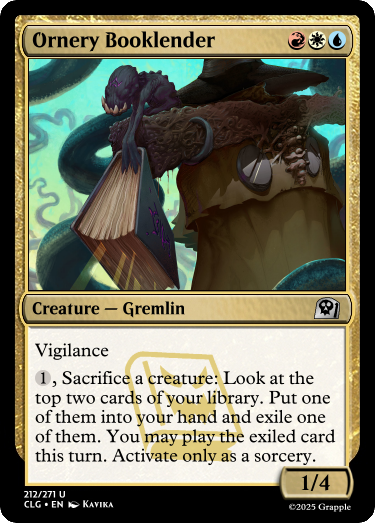 Ornery Booklender
Creature — Gremlin
Vigilance
1, Sacrifice a creature: Look at the
top two cards of your library. Put one
of them into your hand and exile one
of them. You may play the exiled card
this turn. Activate only as a sorcery.
1/4
212/271 U
CLG • EN Kavika
©2025 Grapple